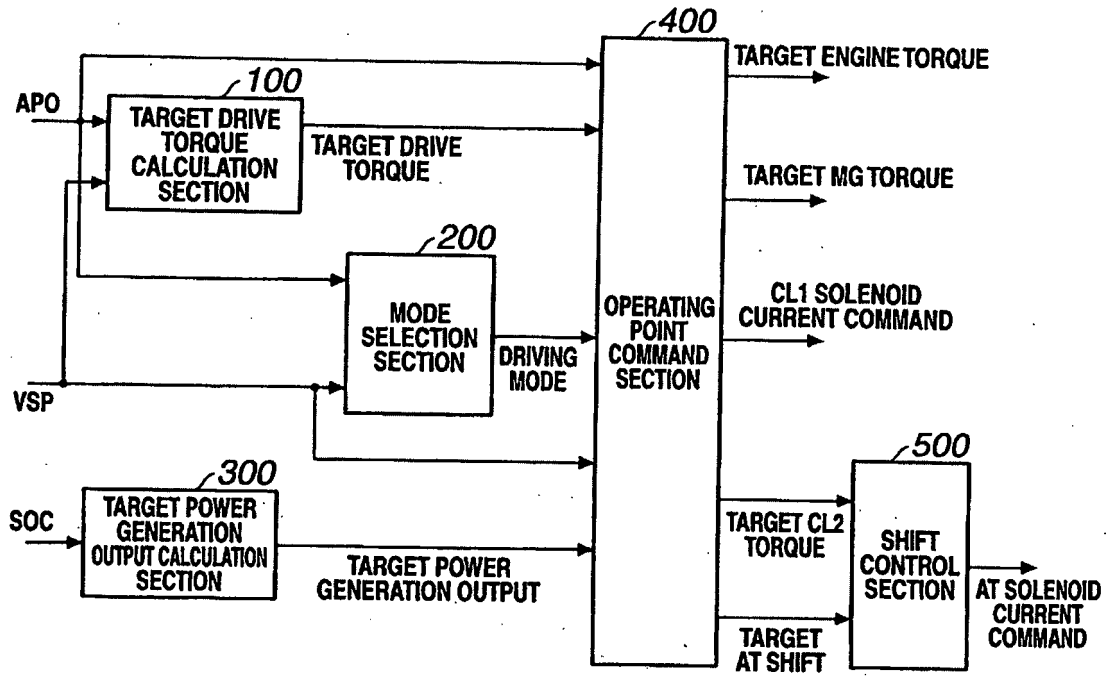 400
TARGET ENGINE TORQUE
100
APO
TARGET DRIVE
TORQUE
CALCULATION
SECTION
TARGET DRIVE
TORQUE
TARGET MG TORQUE
200
MODE
SELECTION
SECTION
DRIVING
MODE
OPERATING
POINT
COMMAND
SECTION
CL1 SOLENOID
CURRENT COMMAND
VSP
300
SOC
TARGET POWER
GENERATION
OUTPUT CALCULATION
SECTION
TARGET POWER
GENERATION OUTPUT
500
TARGET CL2
TORQUE
SHIFT
CONTROL
SECTION
TARGET
AT SHIFT
AT SOLENOID
CURRENT
COMMAND